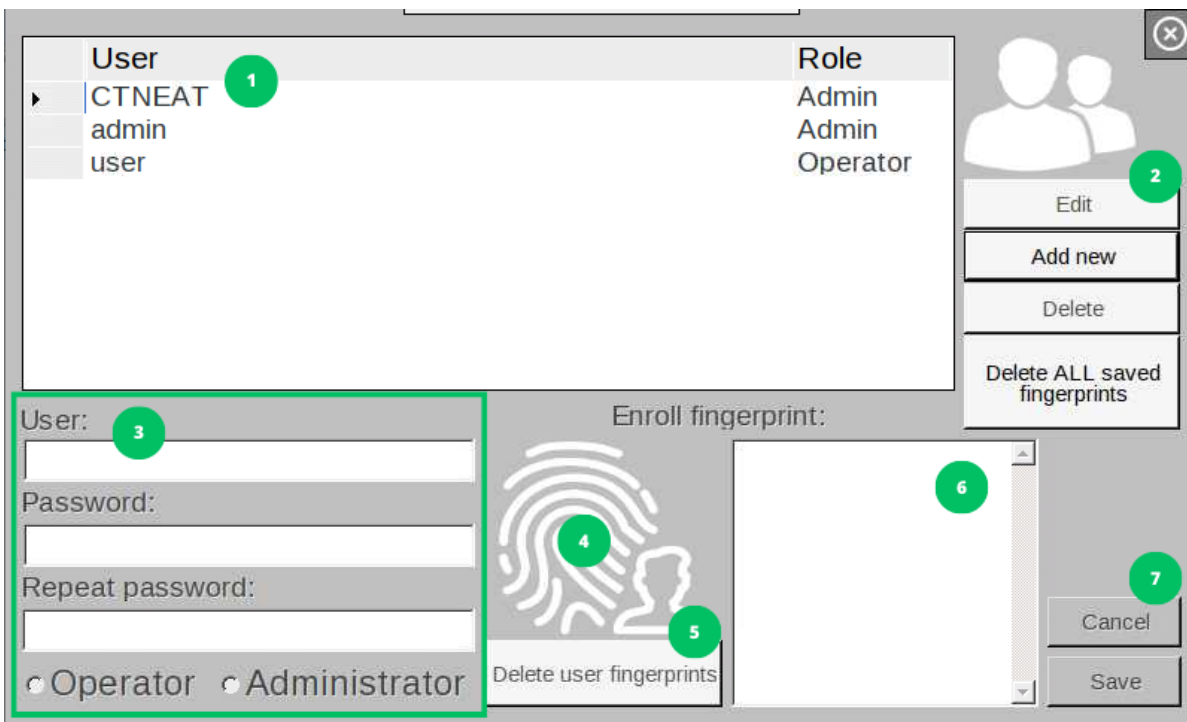 User Role
1
CTNEAT Admin
admin Admin
user Operator
2
Edit
Add new
Delete
Delete ALL saved
fingerprints
User:
3
Password:
Repeat password:
Operator Administrator
Enroll fingerprint:
4
5
Delete user fingerprints
6
7
Cancel
Save